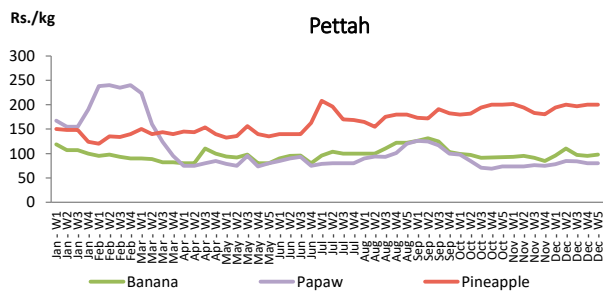 Rs./kg
Pettah
300
250
200
150
100
50
0
Jan - W1
Jan - W2
Jan - W3
Jan - W4
Feb - W1
Feb - W2
Feb - W3
Feb - W4
Mar - W1
Mar - W2
Mar - W3
Mar - W4
Apr - W1
Apr - W2
Apr - W3
Apr - W4
May - W1
May - W2
May - W3
May - W4
May - W5
Jun - W1
Jun - W2
Jun - W3
Jun - W4
Jul - W1
Jul - W2
Jul - W3
Jul - W4
Aug - W1
Aug - W2
Aug - W3
Aug - W4
Aug - W5
Sep - W1
Sep - W2
Sep - W3
Sep - W4
Oct - W1
Oct - W2
Oct - W3
Oct - W4
Nov - W1
Nov - W2
Nov - W3
Nov - W4
Dec - W1
Dec - W2
Dec - W3
Dec - W4
Dec - W5
Banana
Papaw
Pineapple